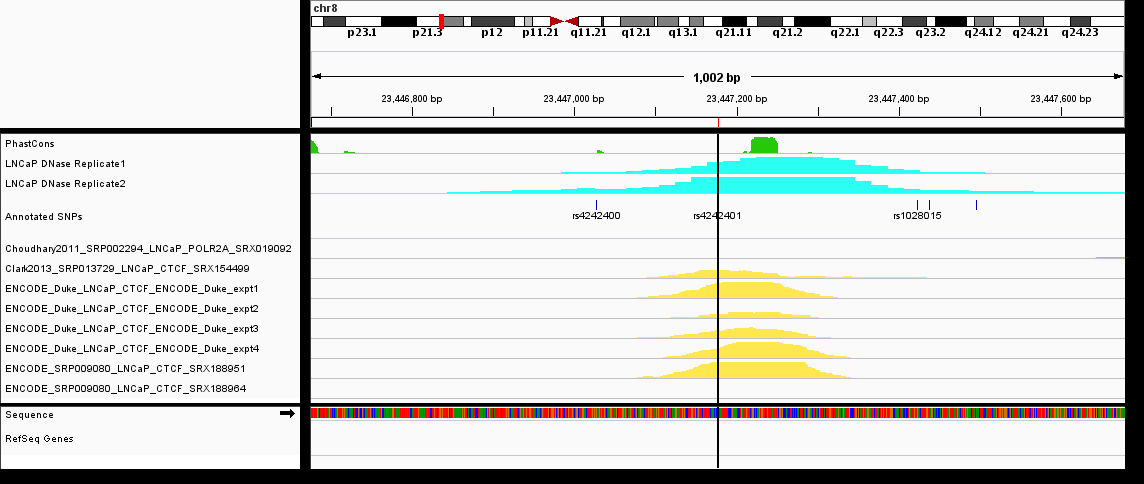 chr8
p23.1 p21.3 p12 p11.21 q11.21 q12.1 q13.1 q21.11 q21.2 q22.1 q22.3 q23.2 q24.12 q24.21 q24.23
1,002 bp
23,446,800 bp 23,447,000 bp 23,447,200 bp 23,447,400 bp 23,447,600 bp
PhastCons
LNCaP DNase Replicate1
LNCaP DNase Replicate2
Annotated SNPs
rs4242400 rs4242401 rs1028015
Choudhary2011_SRP002294_LNCaP_POLR2A_SRX019092
Clark2013_SRP013729_LNCaP_CTCF_SRX154499
ENCODE_Duke_LNCaP_CTCF_ENCODE_Duke_expt1
ENCODE_Duke_LNCaP_CTCF_ENCODE_Duke_expt2
ENCODE_Duke_LNCaP_CTCF_ENCODE_Duke_expt3
ENCODE_Duke_LNCaP_CTCF_ENCODE_Duke_expt4
ENCODE_SRP009080_LNCaP_CTCF_SRX188951
ENCODE_SRP009080_LNCaP_CTCF_SRX188964
Sequence
RefSeq Genes